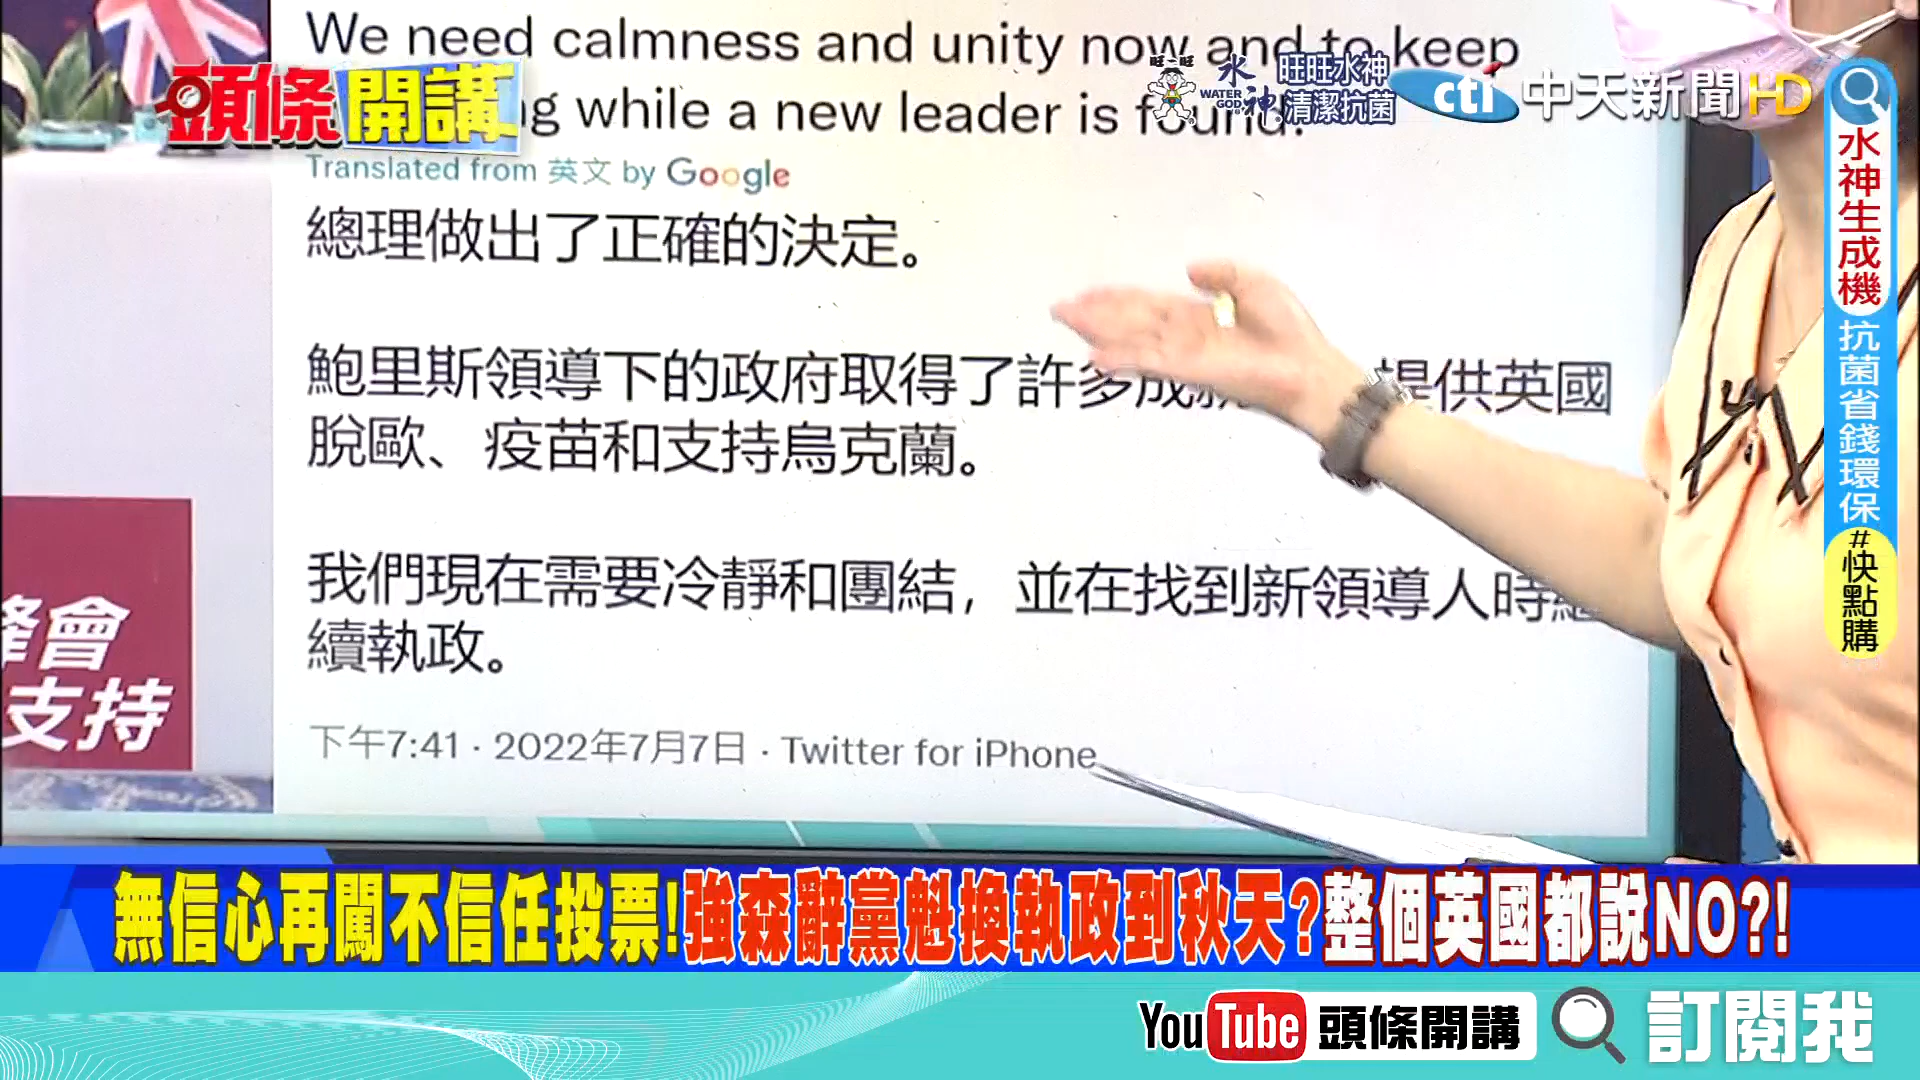 We need calmness and unity now and to keep
while a new leader is found.
Translated from 英文 by Google
總理做出了正確的決定。
鮑里斯領導下的政府取得了許多成 提供英國
脫歐、疫苗和支持烏克蘭。
我們現在需要冷靜和團結，並在找到新領導人時繼
續執政。
下午7:41 · 2022年7月7日 · Twitter for iPhone
頭條開講
旺旺
水神
WATER GOD
旺旺水神
清潔抗菌
cti 中天新聞HD
水神生成機
抗菌省錢環保
#快點購
峰會
支持
無信心再闖不信任投票!強森辭黨魁換執政到秋天?整個英國都說NO?!
YouTube 頭條開講 訂閱我